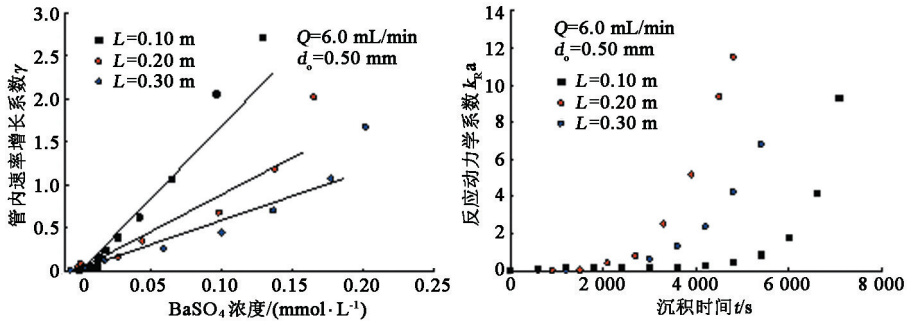 3.0
2.5
2.0
1.0
0.5
0
管内速率增长系数γ
L=0.10 m
L=0.20 m
L=0.30 m
Q=6.0 mL/min
do=0.50 mm
0 0.05 0.10 0.15 0.20 0.25
BaSO4浓度/(mmol·L-1)
14
12
10
8
6
4
2
0
反应动力学系数kRa
Q=6.0 mL/min
do=0.50 mm
L=0.10 m
L=0.20 m
L=0.30 m
0 2 000 4 000 6 000 8 000
沉积时间t/s